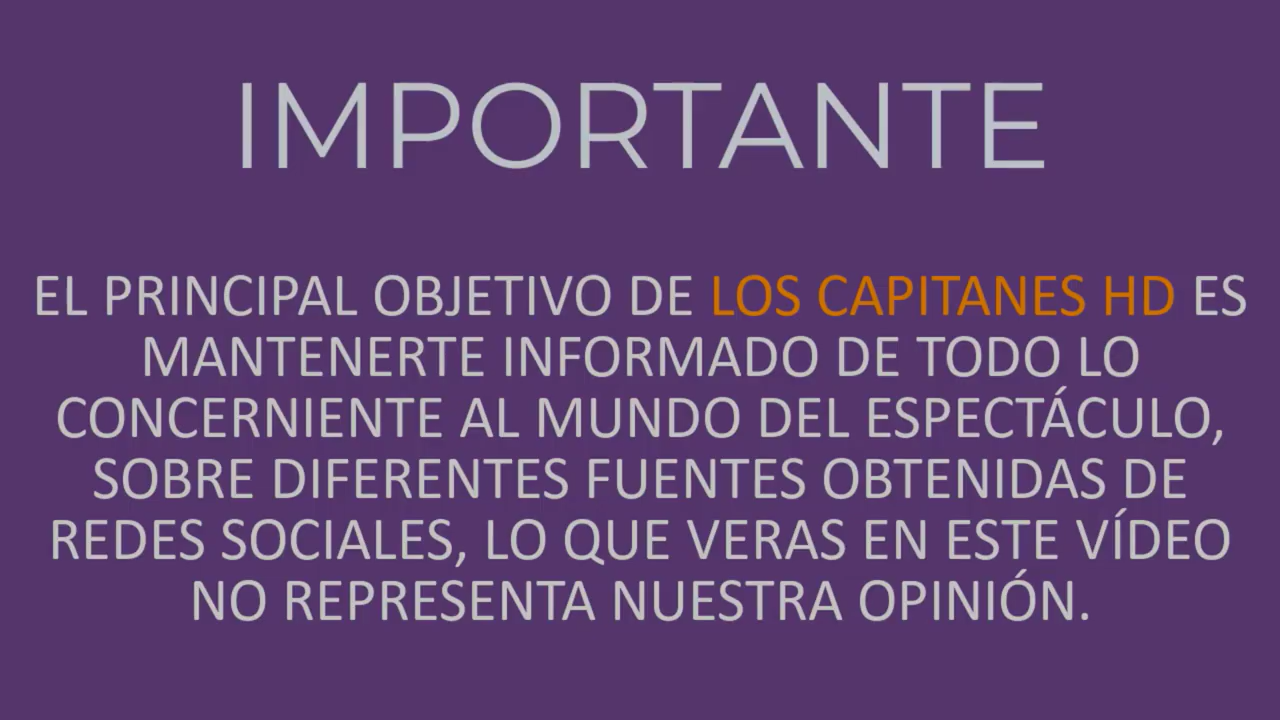 IMPORTANTE
EL PRINCIPAL OBJETIVO DE LOS CAPITANES HD ES
MANTENERTE INFORMADO DE TODO LO
CONCERNIENTE AL MUNDO DEL ESPECTÁCULO,
SOBRE DIFERENTES FUENTES OBTENIDAS DE
REDES SOCIALES, LO QUE VERAS EN ESTE VÍDEO
NO REPRESENTA NUESTRA OPINIÓN.